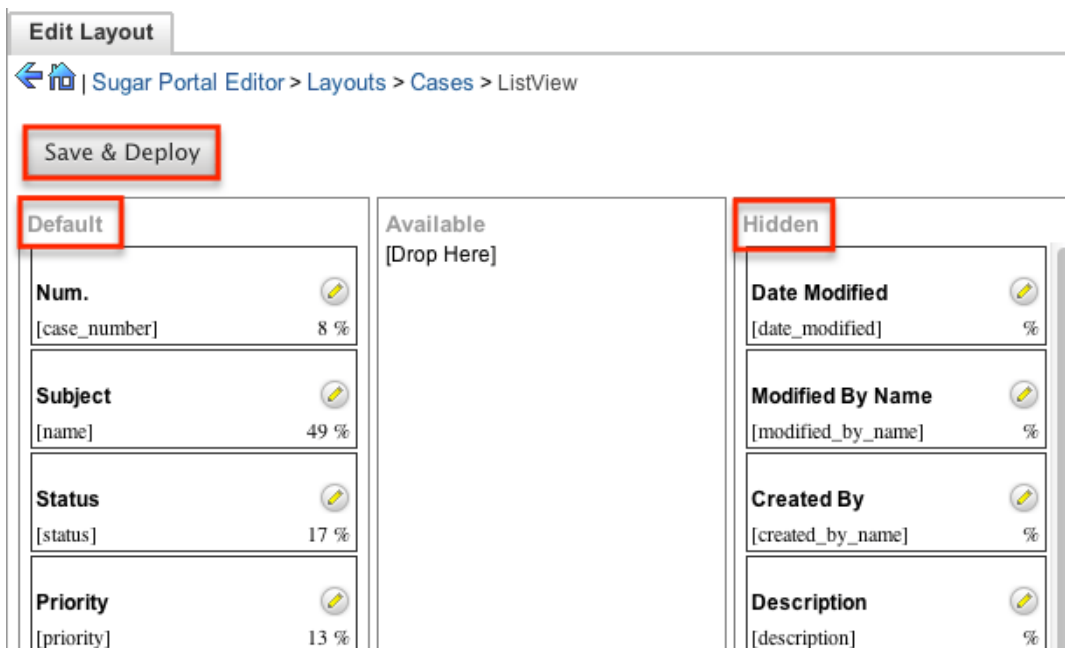 Edit Layout
| Sugar Portal Editor > Layouts > Cases > ListView
Save & Deploy
Default
Num.
[case_number] 8 %
Subject
[name] 49 %
Status
[status] 17 %
Priority
[priority] 13 %
Available
[Drop Here]
Hidden
Date Modified
[date_modified] %
Modified By Name
[modified_by_name] %
Created By
[created_by_name] %
Description
[description] %